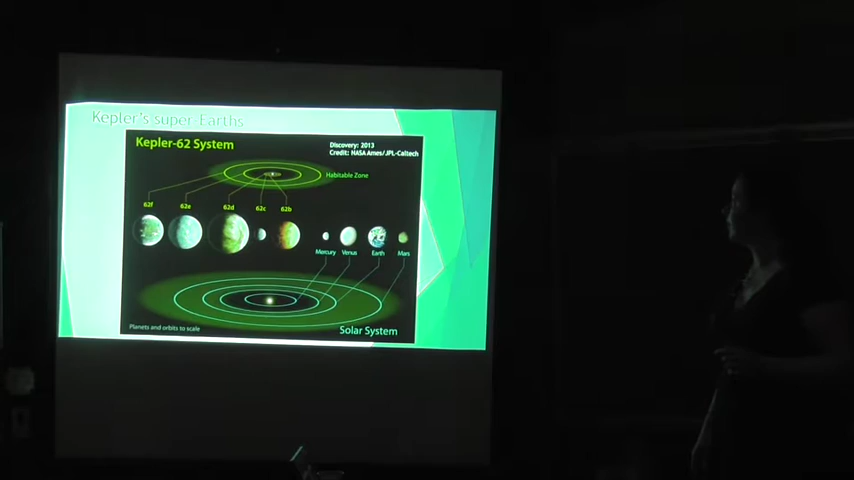 Kepler's super-Earths
Kepler-62 System
Discovery: 2013
Credit: NASA Ames/JPL-Caltech
Habitable Zone
62f 62e 62d 62c 62b
Mercury Venus Earth Mars
Planets and orbits to scale
Solar System